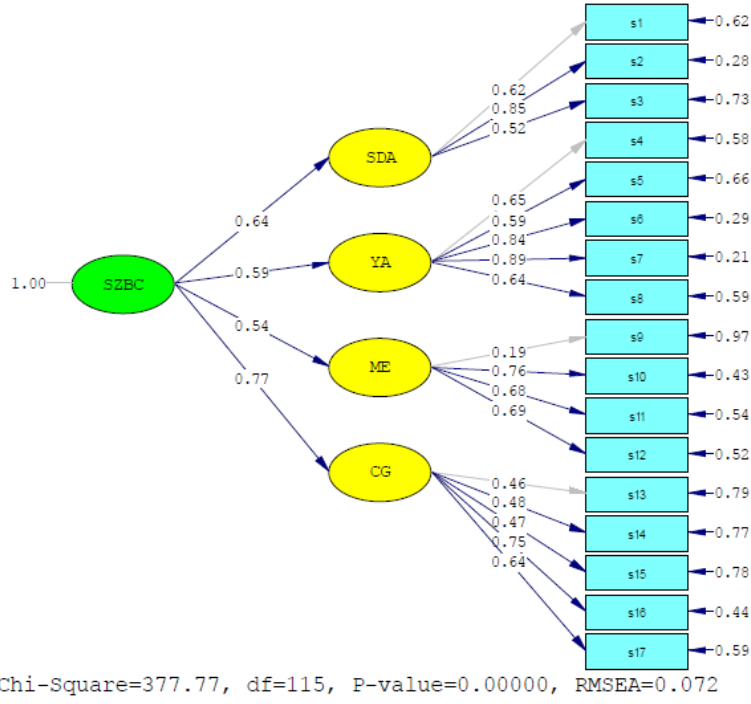 s1
0.62
s2
0.28
s3
0.73
0.62
0.85
0.52
s4
0.58
SDA
s5
0.66
0.65
0.59
0.84
0.89
0.64
s6
0.29
0.64
YA
s7
0.21
0.59
1.00
SZBC
s8
0.59
0.54
s9
0.97
0.19
0.76
0.68
0.69
ME
s10
0.43
0.77
s11
0.54
s12
0.52
CG
0.46
0.48
0.47
0.75
0.64
s13
0.79
s14
0.77
s15
0.78
s16
0.44
s17
0.59
Chi-Square=377.77, df=115, P-value=0.00000, RMSEA=0.072